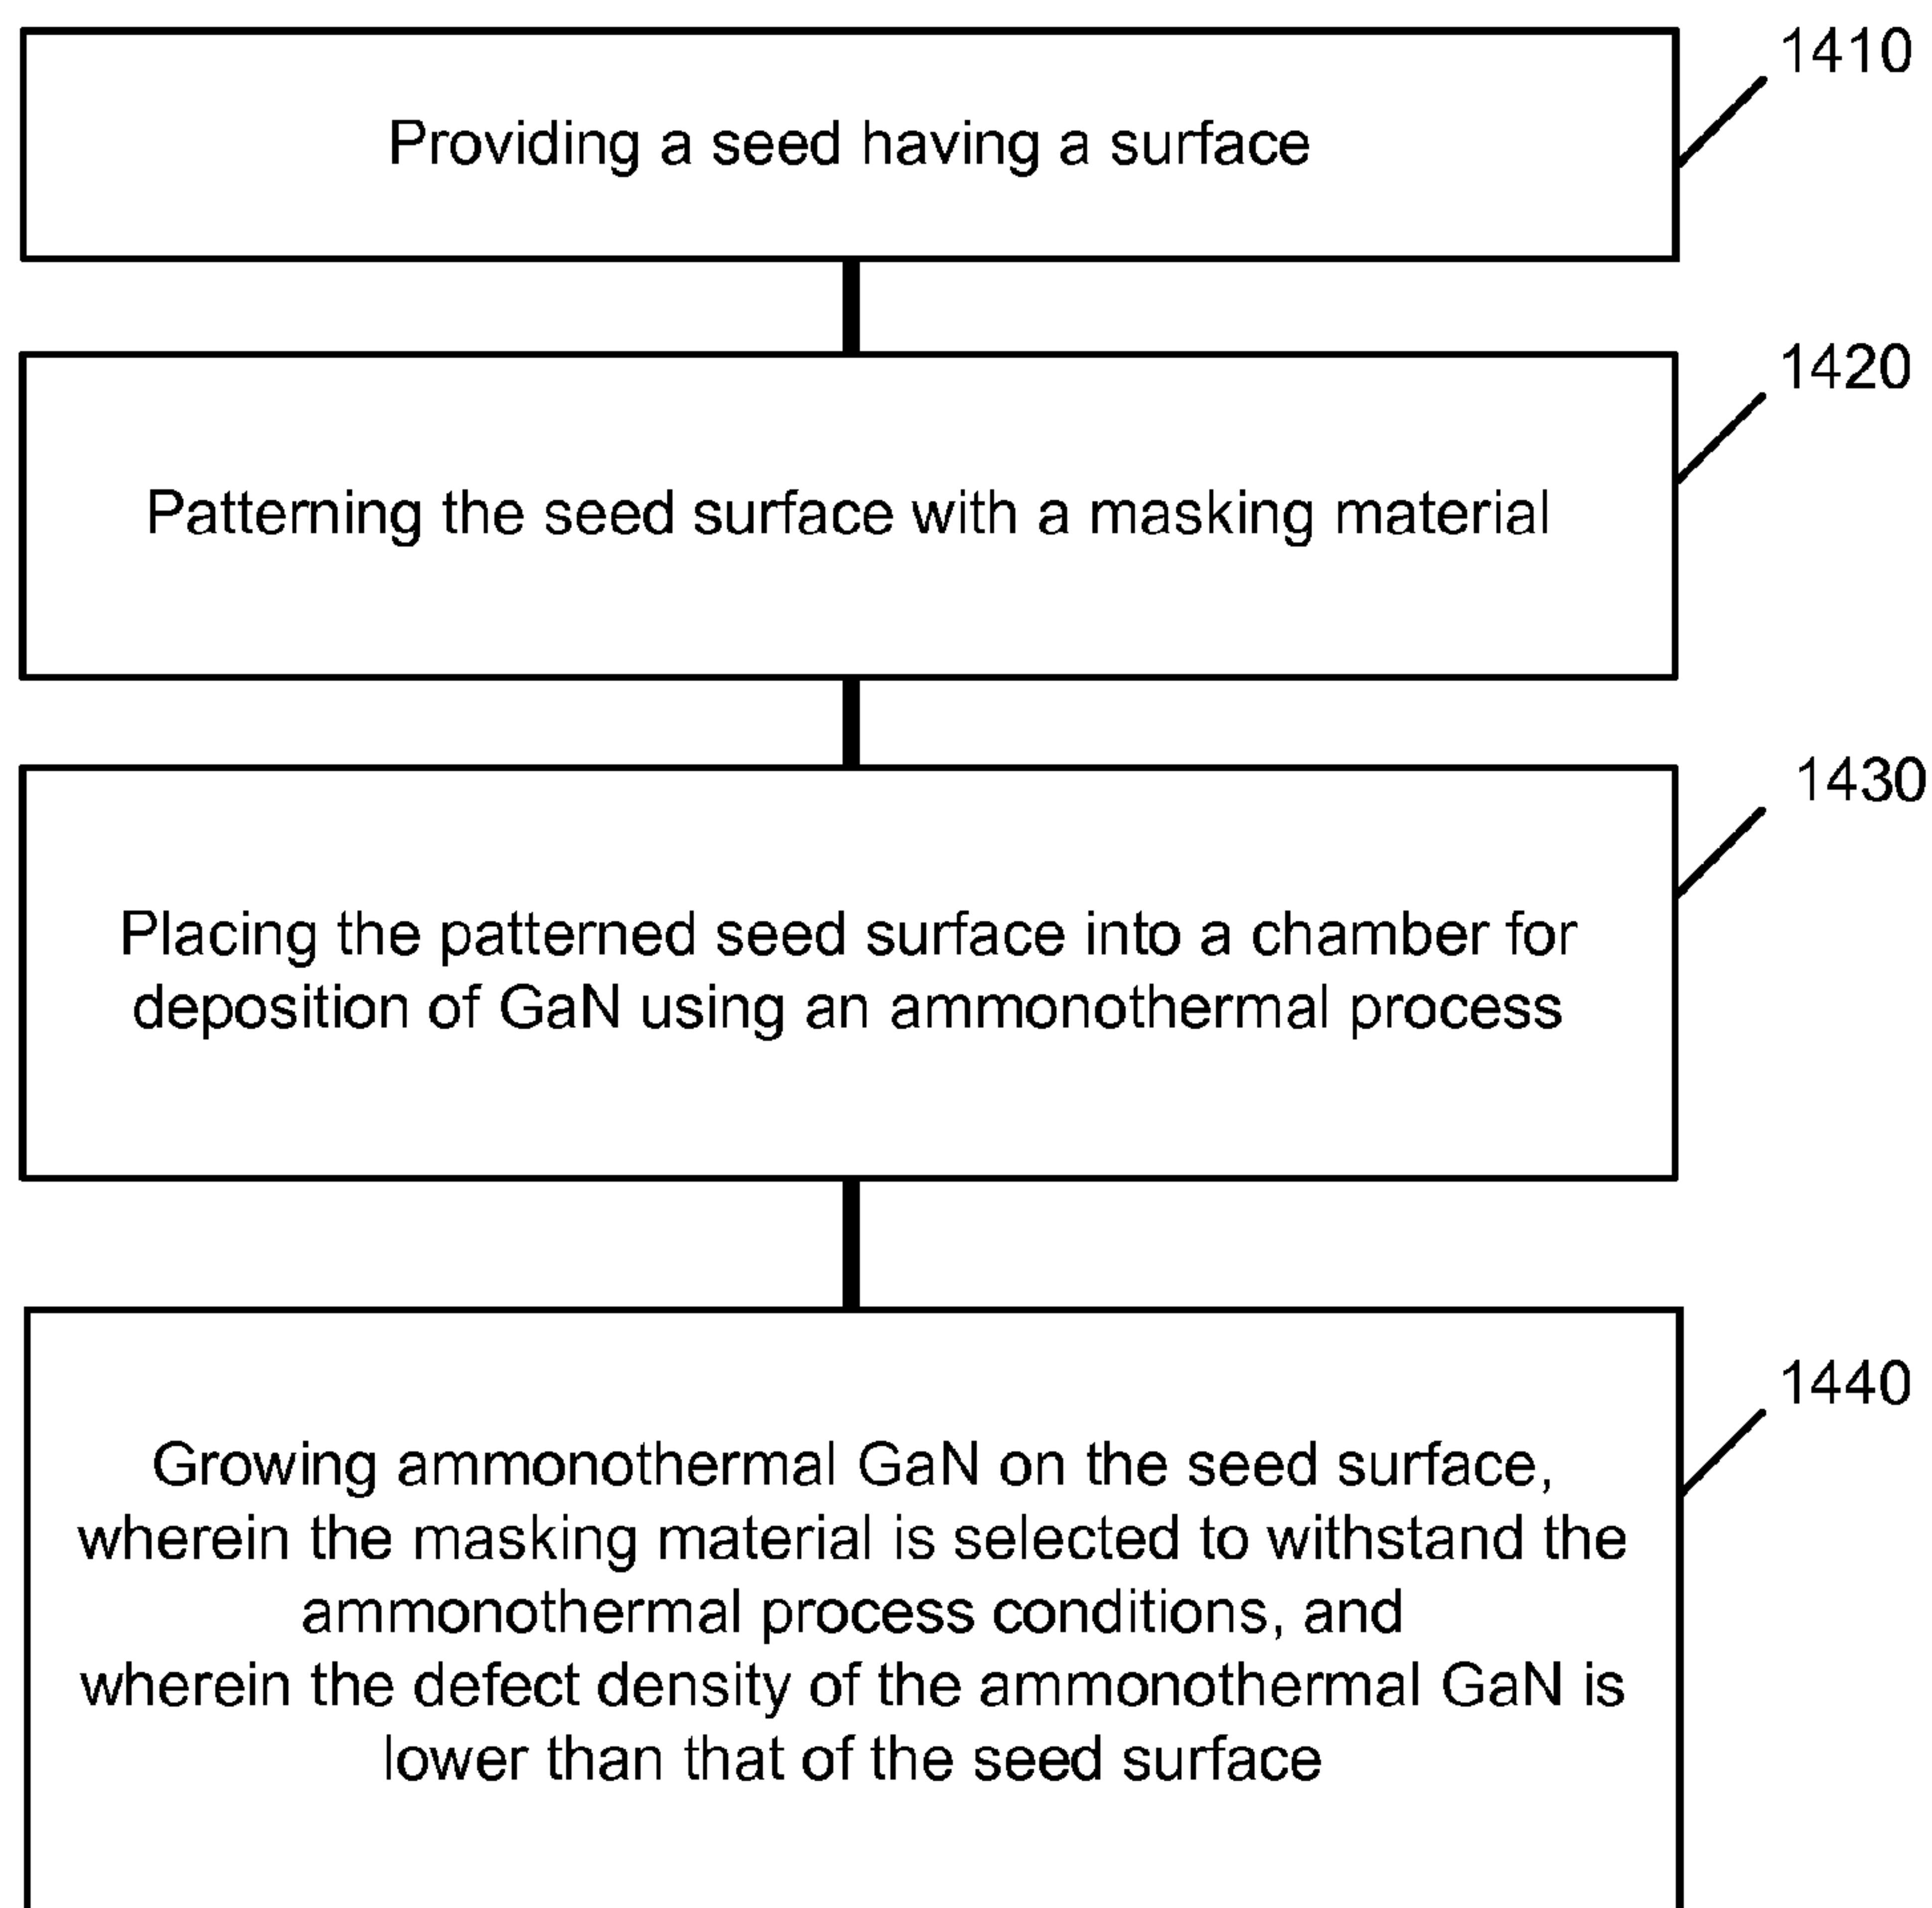 1410
Providing a seed having a surface
1420
Patterning the seed surface with a masking material
1430
Placing the patterned seed surface into a chamber for
deposition of GaN using an ammonothermal process
1440
Growing ammonothermal GaN on the seed surface,
wherein the masking material is selected to withstand the
ammonothermal process conditions, and
wherein the defect density of the ammonothermal GaN is
lower than that of the seed surface